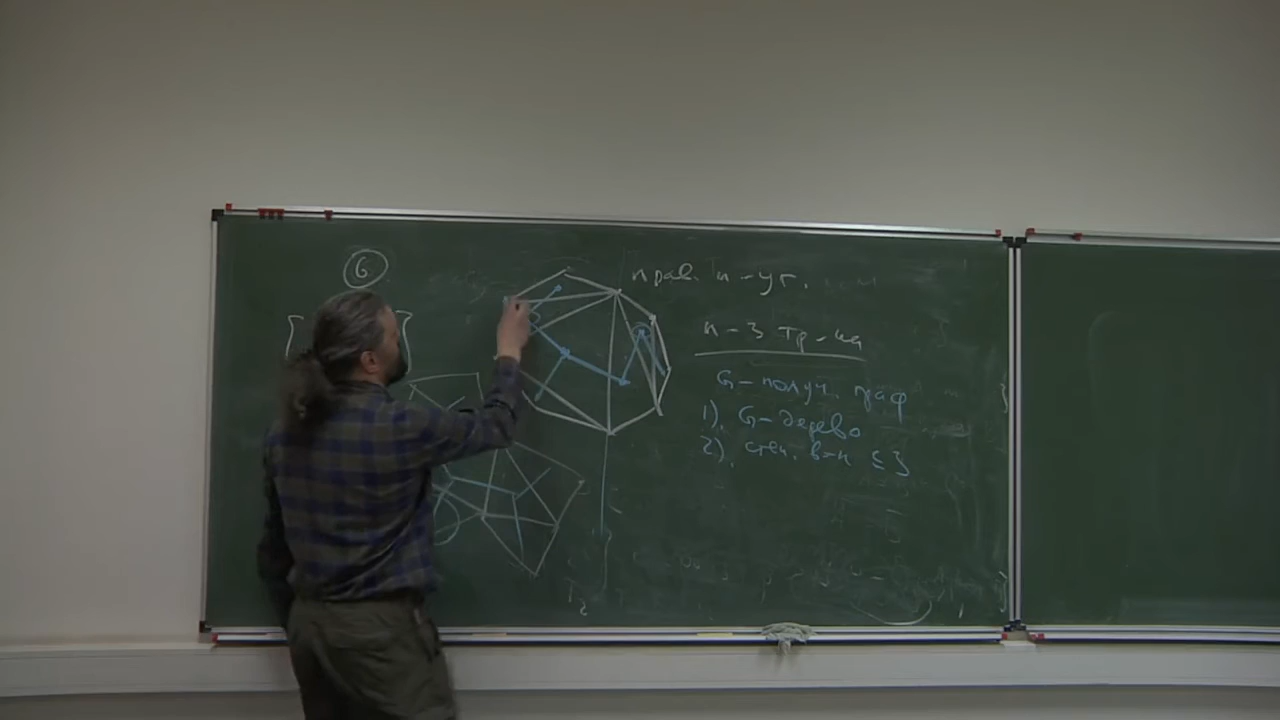 6
прав. n-уг.
n-3 тр-ка
G-получ. граф
1). G-дерево
2). степ. в-н ≤ 3